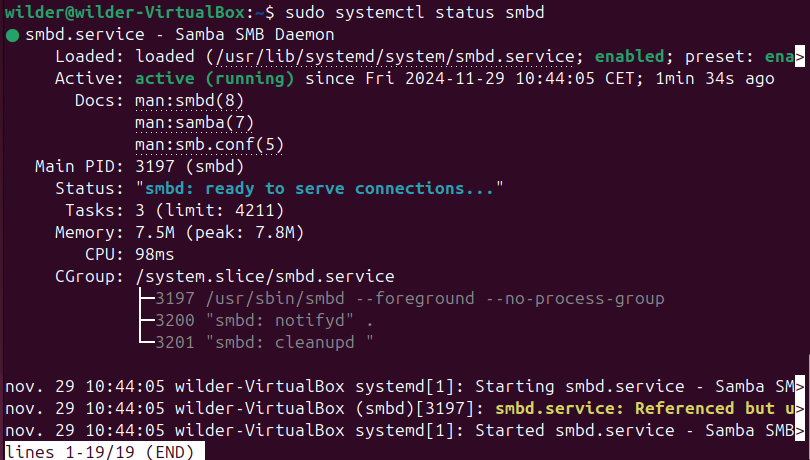 wilder@wilder-VirtualBox:~$ sudo systemctl status smbd
● smbd.service - Samba SMB Daemon
     Loaded: loaded (/usr/lib/systemd/system/smbd.service; enabled; preset: ena>
     Active: active (running) since Fri 2024-11-29 10:44:05 CET; 1min 34s ago
       Docs: man:smbd(8)
             man:samba(7)
             man:smb.conf(5)
   Main PID: 3197 (smbd)
     Status: "smbd: ready to serve connections..."
      Tasks: 3 (limit: 4211)
     Memory: 7.5M (peak: 7.8M)
        CPU: 98ms
     CGroup: /system.slice/smbd.service
             ├─3197 /usr/sbin/smbd --foreground --no-process-group
             ├─3200 "smbd: notifyd" .
             └─3201 "smbd: cleanupd "

nov. 29 10:44:05 wilder-VirtualBox systemd[1]: Starting smbd.service - Samba SM>
nov. 29 10:44:05 wilder-VirtualBox (smbd)[3197]: smbd.service: Referenced but u>
nov. 29 10:44:05 wilder-VirtualBox systemd[1]: Started smbd.service - Samba SMB>
lines 1-19/19 (END)